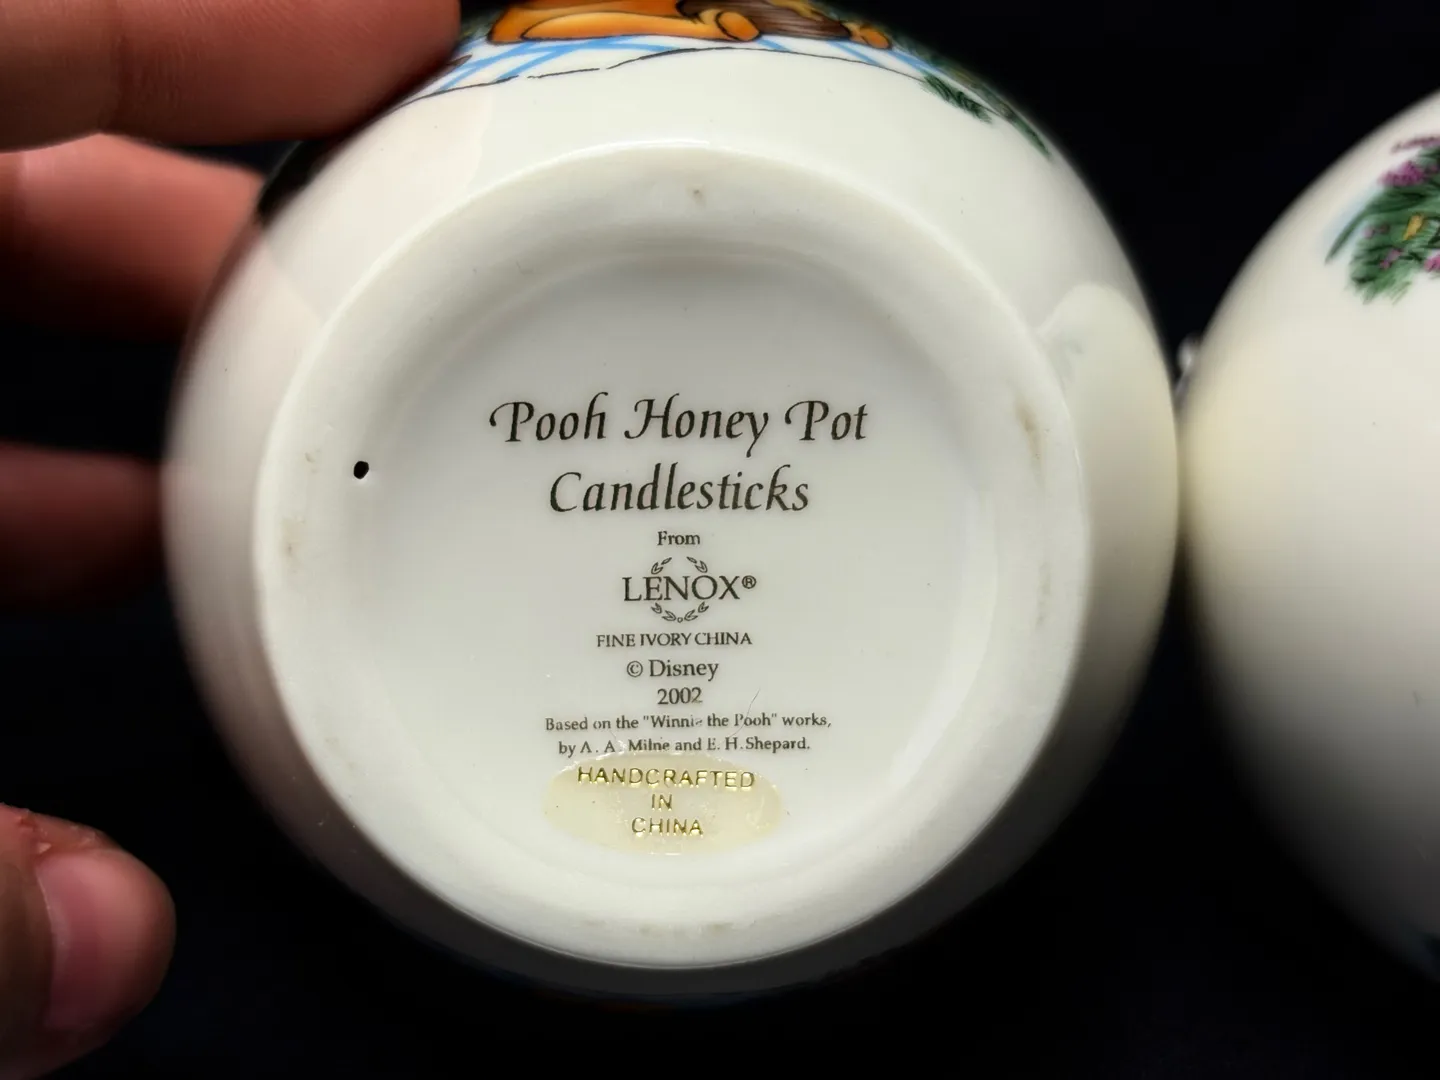 Pooh Honey Pot
Candlesticks
From
LENOX®
FINE IVORY CHINA
© Disney
2002
Based on the "Winnie the Pooh" works,
by A. A. Milne and E. H. Shepard.
HANDCRAFTED
IN
CHINA